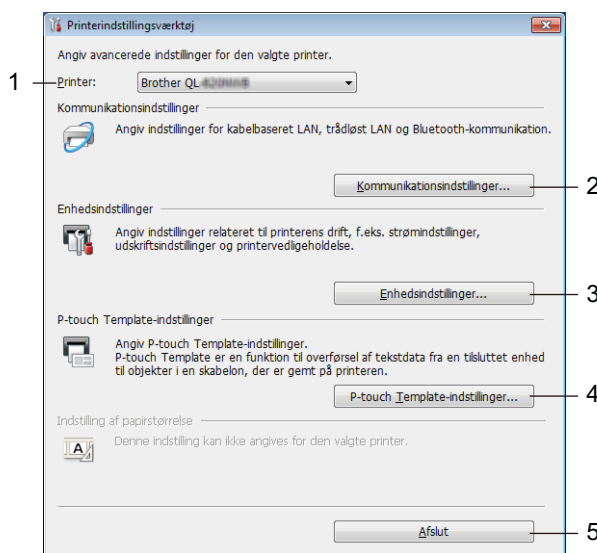 Printerindstillingsværktøj
Angiv avancerede indstillinger for den valgte printer.
1
Printer:
Brother QL
Kommunikationsindstillinger
Angiv indstillinger for kabelbaseret LAN, trådløst LAN og Bluetooth-kommunikation.
Kommunikationsindstillinger...
2
Enhedsindstillinger
Angiv indstillinger relateret til printerens drift, f.eks. strømindstillinger,
udskriftsindstillinger og printervedligeholdelse.
Enhedsindstillinger...
3
P-touch Template-indstillinger
Angiv P-touch Template-indstillinger.
P-touch Template er en funktion til overførsel af tekstdata fra en tilsluttet enhed
til objekter i en skabelon, der er gemt på printeren.
P-touch Template-indstillinger...
4
Indstilling af papirstørrelse
A
Denne indstilling kan ikke angives for den valgte printer.
Afslut
5